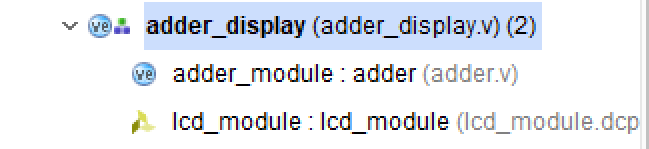 adder_display (adder_display.v) (2)
adder_module : adder (adder.v)
lcd_module : lcd_module (lcd_module.dcp